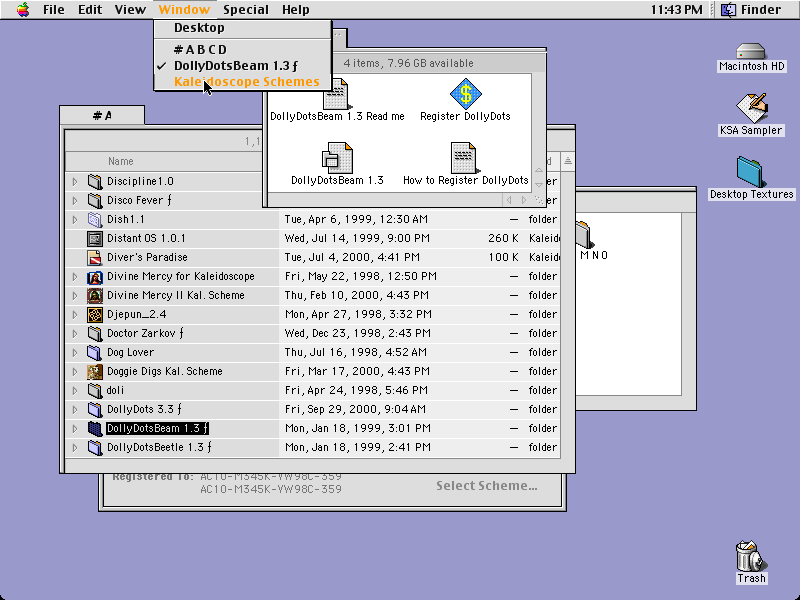 File Edit View Window Special Help 11:43 PM Finder
Desktop
# A B C D
✓ DollyDotsBeam 1.3 ƒ
Kaleidoscope Schemes
4 items, 7.96 GB available
DollyDotsBeam 1.3 Read me
Register DollyDots
DollyDotsBeam 1.3
How to Register DollyDots
# A
1,1
Name
Discipline1.0
Disco Fever ƒ
Dish1.1 Tue, Apr 6, 1999, 12:30 AM – folder
Distant OS 1.0.1 Wed, Jul 14, 1999, 9:00 PM 260 K Kaleid
Diver's Paradise Tue, Jul 4, 2000, 4:41 PM 100 K Kaleid
Divine Mercy for Kaleidoscope Fri, May 22, 1998, 12:50 PM – folder
Divine Mercy II Kal. Scheme Thu, Feb 10, 2000, 4:43 PM – folder
Djepun_2.4 Mon, Apr 27, 1998, 3:32 PM – folder
Doctor Zarkov ƒ Wed, Dec 23, 1998, 2:43 PM – folder
Dog Lover Thu, Jul 16, 1998, 4:52 AM – folder
Doggie Digs Kal. Scheme Fri, Mar 17, 2000, 4:43 PM – folder
doli Fri, Apr 24, 1998, 5:46 PM – folder
DollyDots 3.3 ƒ Fri, Sep 29, 2000, 9:04 AM – folder
DollyDotsBeam 1.3 ƒ Mon, Jan 18, 1999, 3:01 PM – folder
DollyDotsBeetle 1.3 ƒ Mon, Jan 18, 1999, 2:41 PM – folder
M N O
Registered To: AC10-M345K-VW98C-359
AC10-M345K-VW98C-359
Select Scheme...
Macintosh HD
KSA Sampler
Desktop Textures
Trash